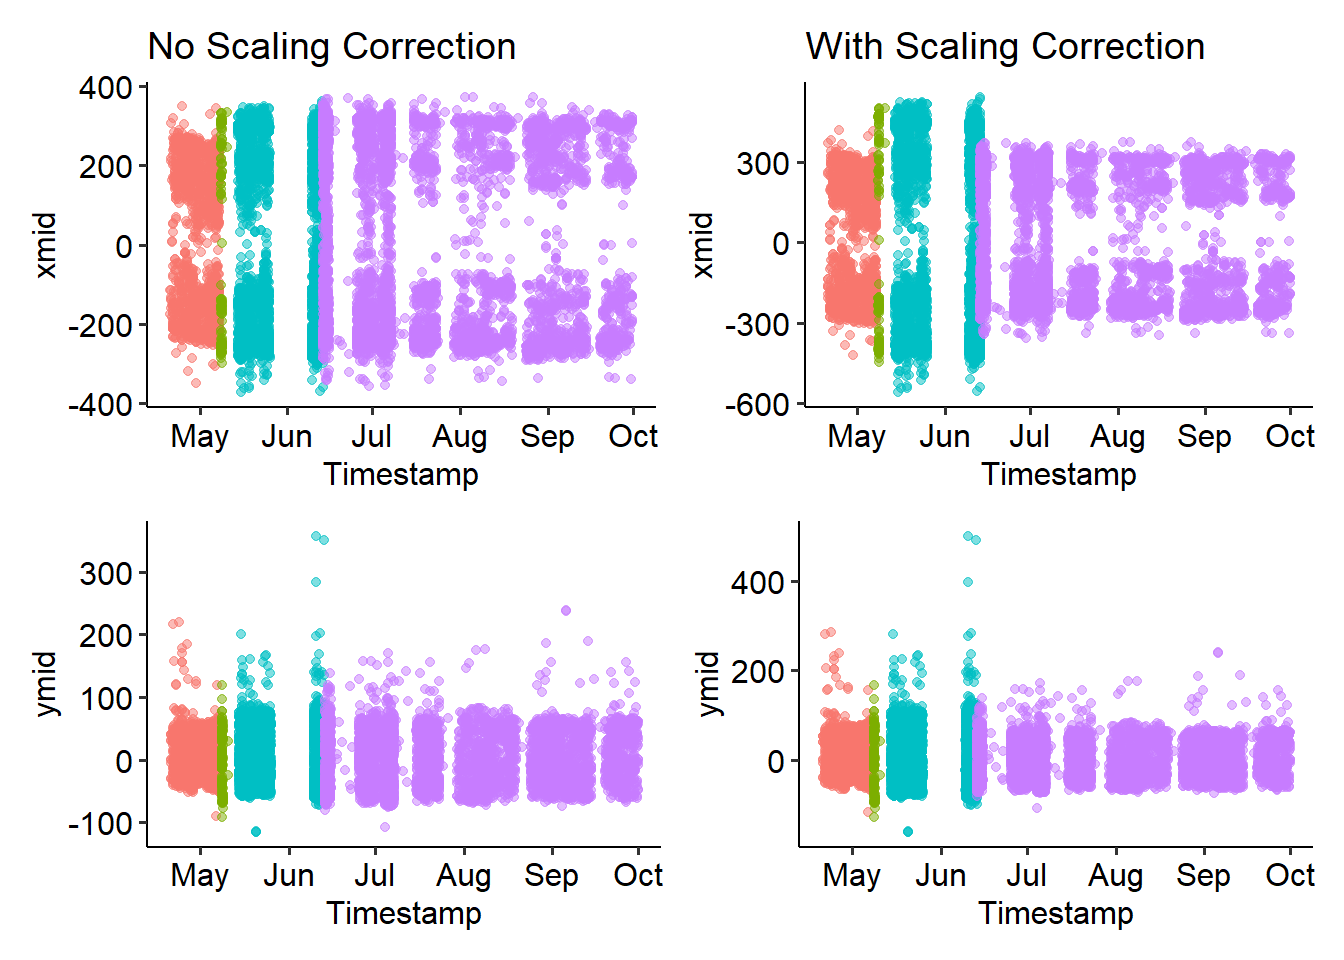 No Scaling Correction
With Scaling Correction
xmid
400
200
0
-200
-400
May Jun Jul Aug Sep Oct
Timestamp
xmid
300
0
-300
-600
May Jun Jul Aug Sep Oct
Timestamp
ymid
300
200
100
0
-100
May Jun Jul Aug Sep Oct
Timestamp
ymid
400
200
0
May Jun Jul Aug Sep Oct
Timestamp